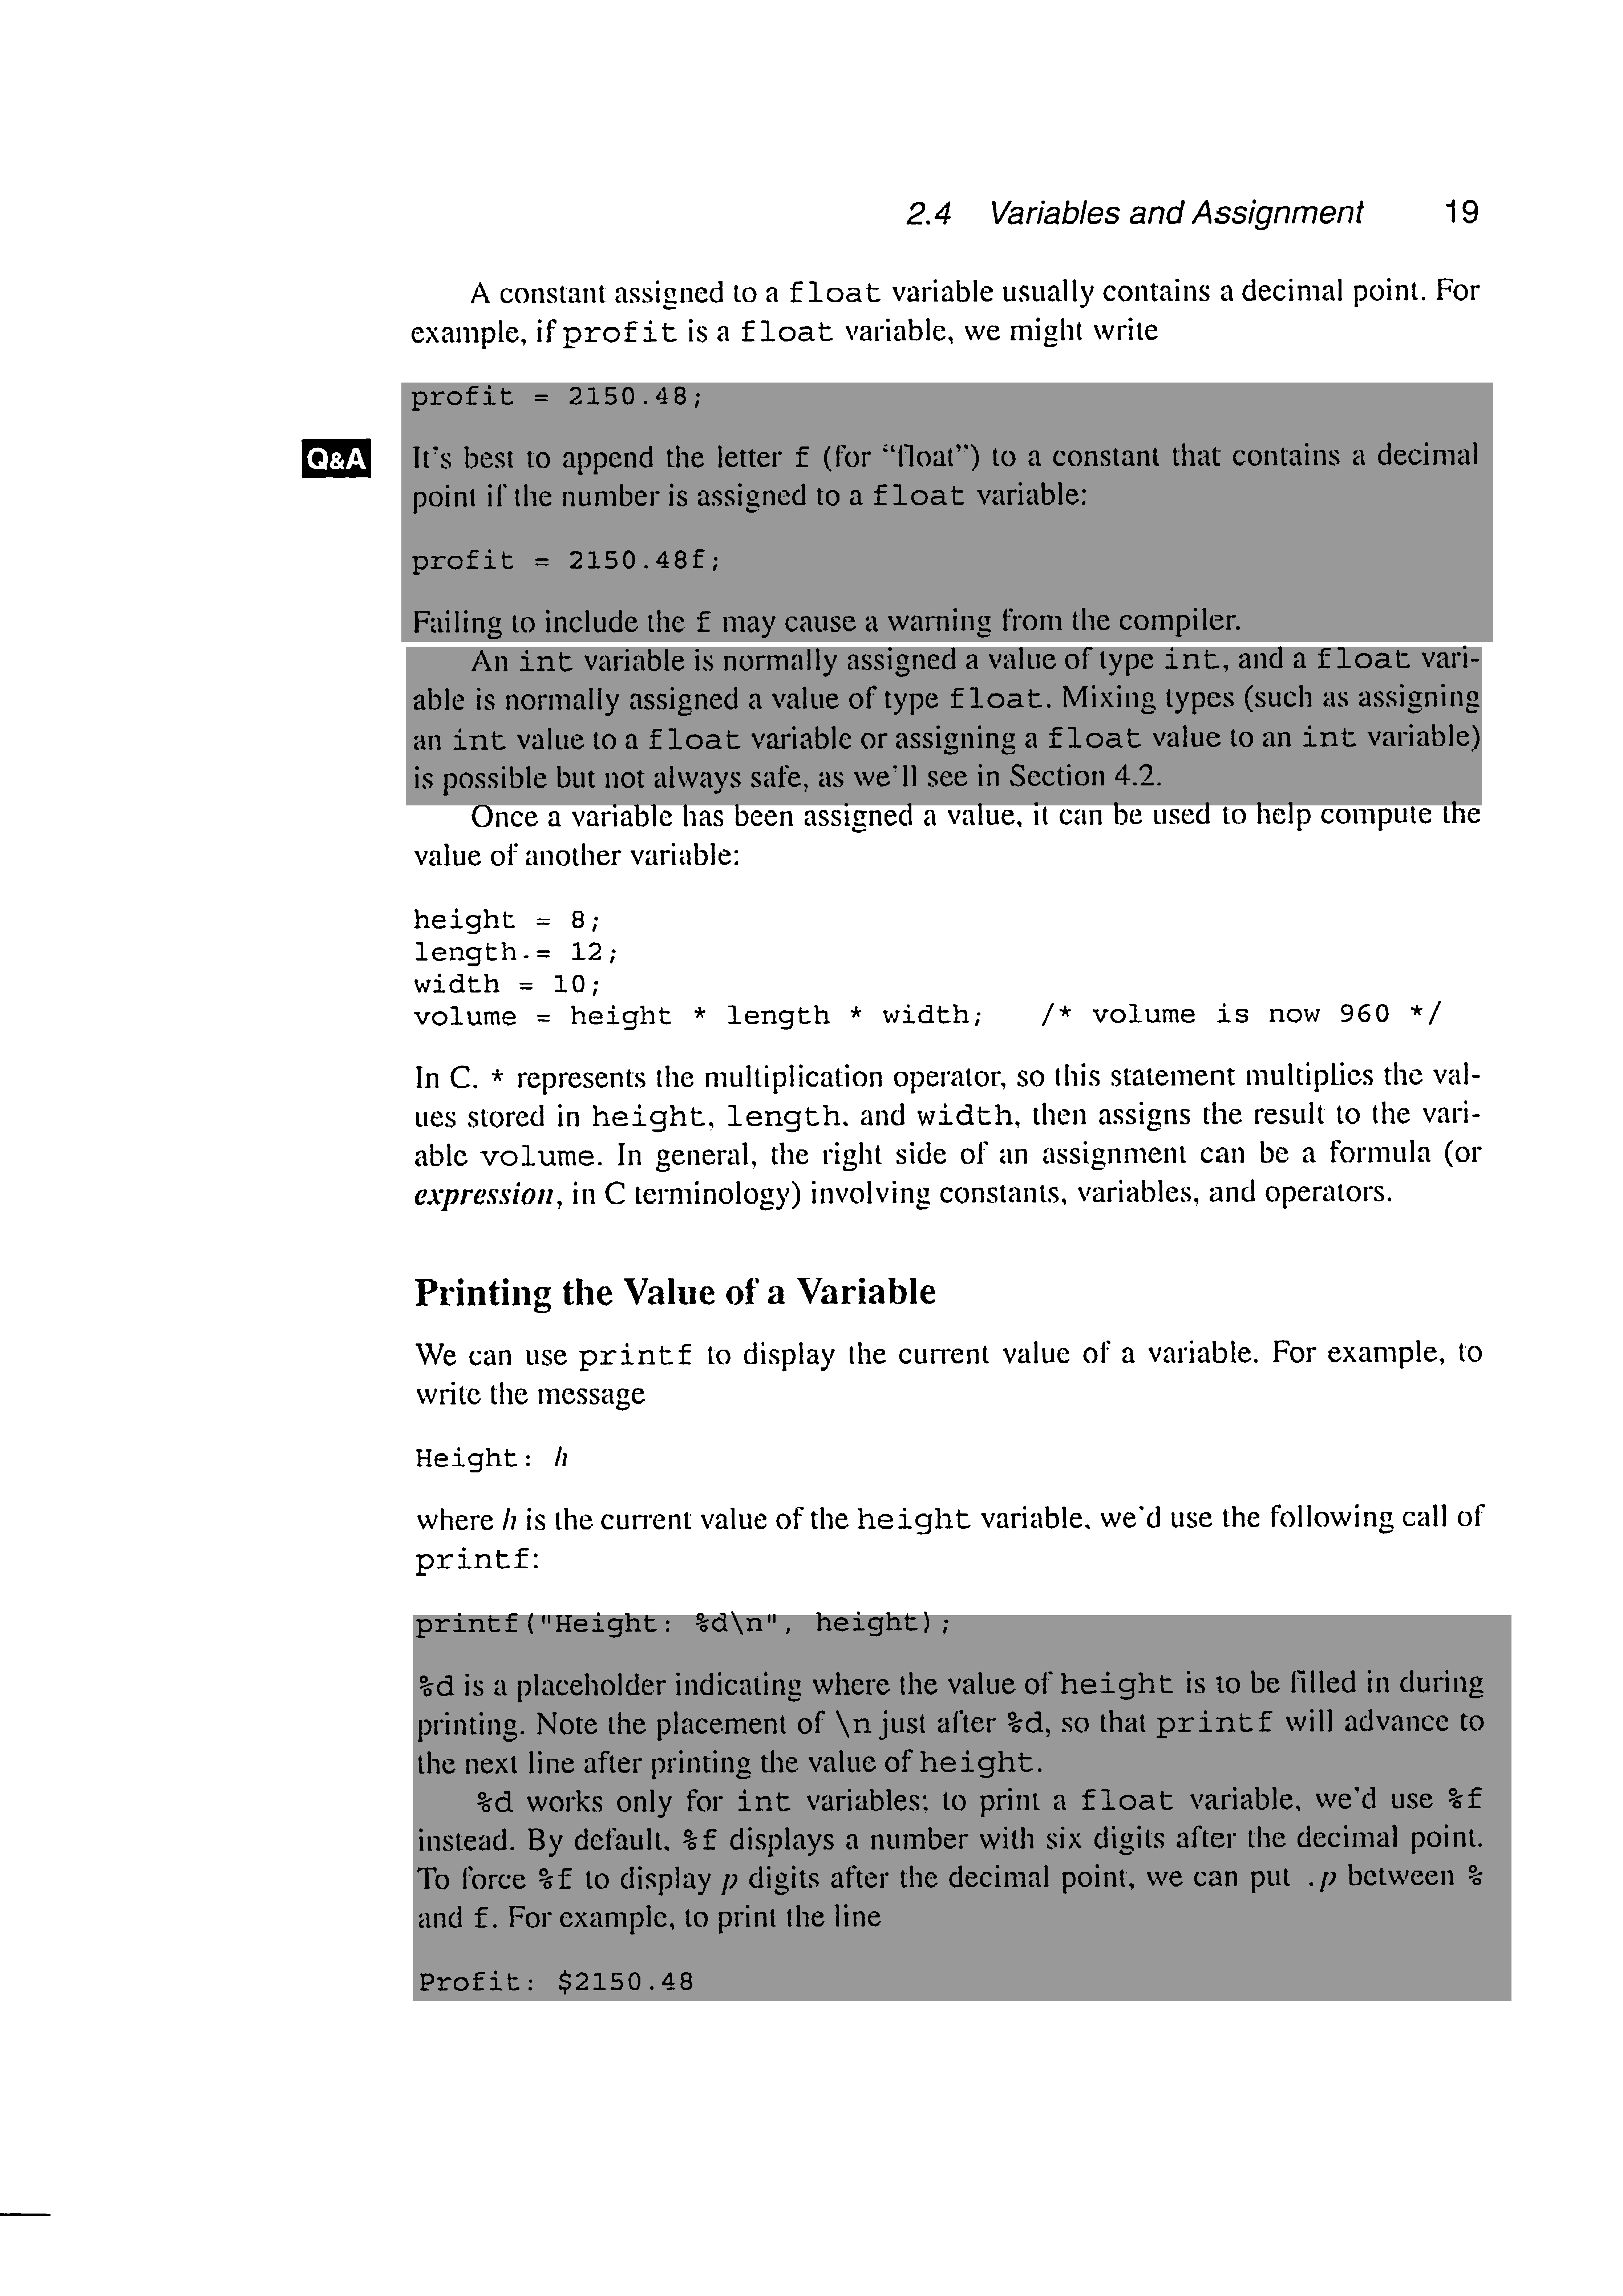 2.4 Variables and Assignment 19
A constant assigned to a float variable usually contains a decimal point. For
example, if profit is a float variable, we might write
profit = 2150.48;
Q&A It's best to append the letter f (for “float”) to a constant that contains a decimal
point if the number is assigned to a float variable:
profit = 2150.48f;
Failing to include the f may cause a warning from the compiler.
An int variable is normally assigned a value of type int, and a float vari-
able is normally assigned a value of type float. Mixing types (such as assigning
an int value to a float variable or assigning a float value to an int variable)
is possible but not always safe, as we'll see in Section 4.2.
Once a variable has been assigned a value, it can be used to help compute the
value of another variable:
height = 8;
length = 12;
width = 10;
volume = height * length * width; /* volume is now 960 */
In C, * represents the multiplication operator, so this statement multiplies the val-
ues stored in height, length, and width, then assigns the result to the vari-
able volume. In general, the right side of an assignment can be a formula (or
expression, in C terminology) involving constants, variables, and operators.
Printing the Value of a Variable
We can use printf to display the current value of a variable. For example, to
write the message
Height: h
where h is the current value of the height variable, we'd use the following call of
printf:
printf("Height: %d\n", height);
%d is a placeholder indicating where the value of height is to be filled in during
printing. Note the placement of \n just after %d, so that printf will advance to
the next line after printing the value of height.
%d works only for int variables; to print a float variable, we'd use %f
instead. By default, %f displays a number with six digits after the decimal point.
To force %f to display p digits after the decimal point, we can put .p between %
and f. For example, to print the line
Profit: $2150.48